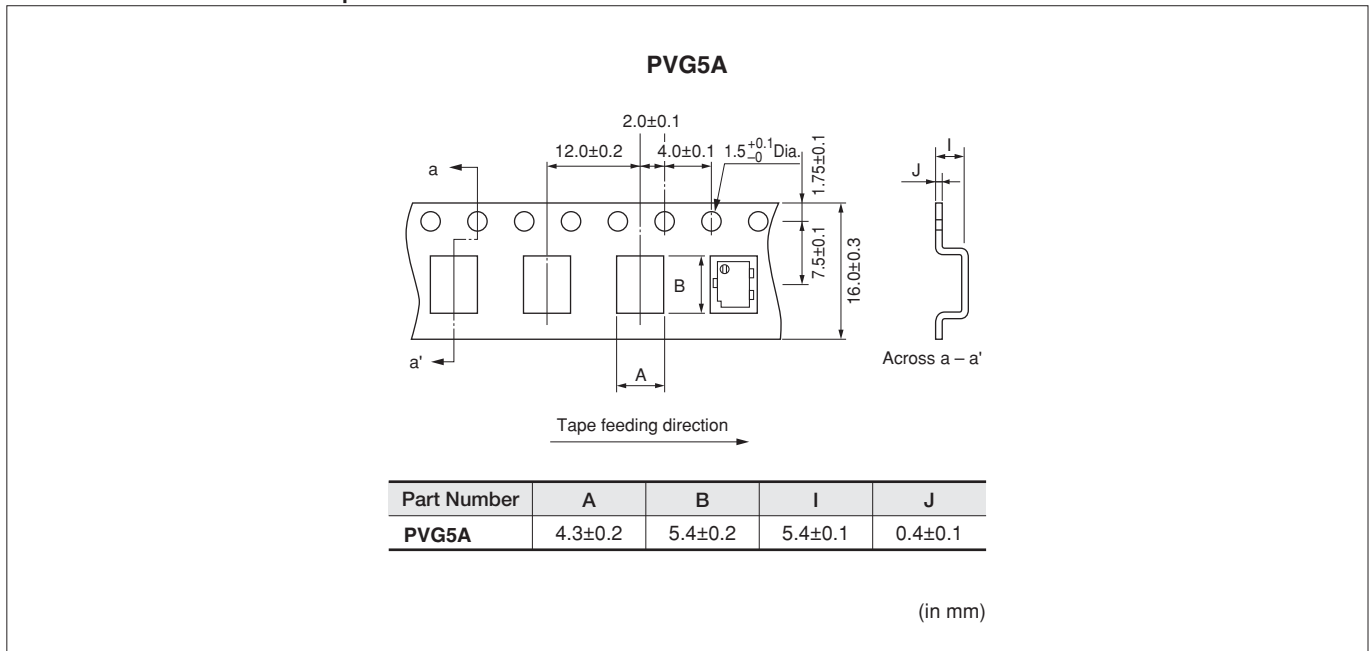 PVG5A
2.0±0.1
12.0±0.2
4.0±0.1
1.5+0.1−0 Dia.
1.75±0.1
7.5±0.1
16.0±0.3
a
a'
A
B
I
J
Across a – a'
Tape feeding direction
Part Number A B I J
PVG5A 4.3±0.2 5.4±0.2 5.4±0.1 0.4±0.1
(in mm)